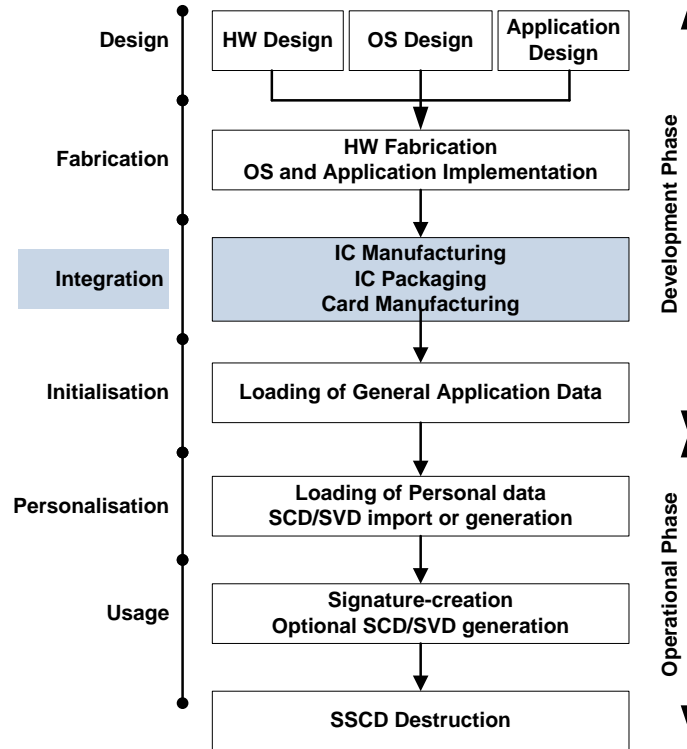 Design
HW Design
OS Design
Application
Design
Fabrication
HW Fabrication
OS and Application Implementation
Development Phase
Integration
IC Manufacturing
IC Packaging
Card Manufacturing
Initialisation
Loading of General Application Data
Personalisation
Loading of Personal data
SCD/SVD import or generation
Operational Phase
Usage
Signature-creation
Optional SCD/SVD generation
SSCD Destruction